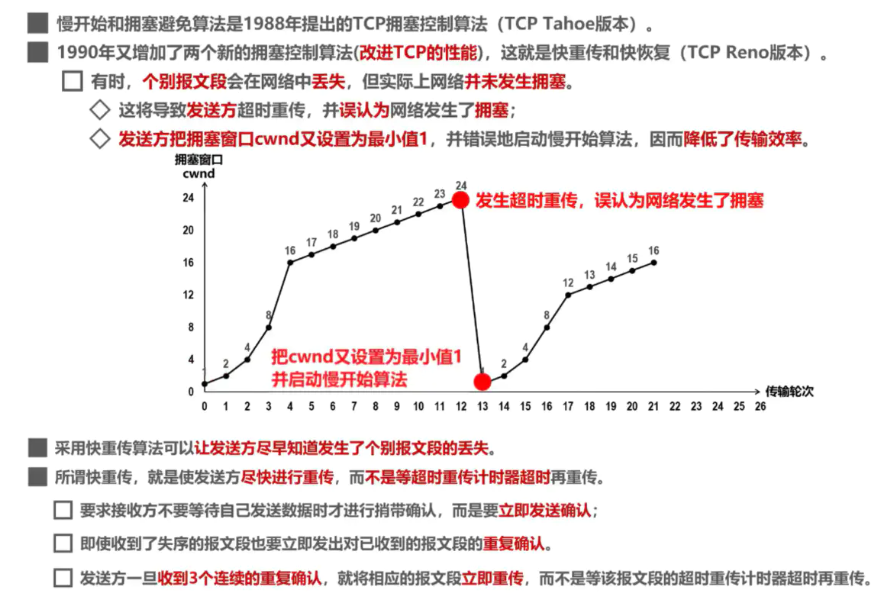 慢开始和拥塞避免算法是1988年提出的TCP拥塞控制算法（TCP Tahoe版本）。
1990年又增加了两个新的拥塞控制算法(改进TCP的性能)，这就是快重传和快恢复（TCP Reno版本）。
有时，个别报文段会在网络中丢失，但实际上网络并未发生拥塞。
这将导致发送方超时重传，并误认为网络发生了拥塞；
发送方把拥塞窗口cwnd又设置为最小值1，并错误地启动慢开始算法，因而降低了传输效率。
拥塞窗口
cwnd
24
20
16
12
8
4
0
2
4
8
16
17
18
19
20
21
22
23
24
发生超时重传，误认为网络发生了拥塞
把cwnd又设置为最小值1
并启动慢开始算法
1
2
4
8
12
13
14
15
16
0 1 2 3 4 5 6 7 8 9 10 11 12 13 14 15 16 17 18 19 20 21 22 23 24 25 26
传输轮次
采用快重传算法可以让发送方尽早知道发生了个别报文段的丢失。
所谓快重传，就是使发送方尽快进行重传，而不是等超时重传计时器超时再重传。
要求接收方不要等待自己发送数据时才进行捎带确认，而是要立即发送确认；
即使收到了失序的报文段也要立即发出对已收到的报文段的重复确认。
发送方一旦收到3个连续的重复确认，就将相应的报文段立即重传，而不是等该报文段的超时重传计时器超时再重传。